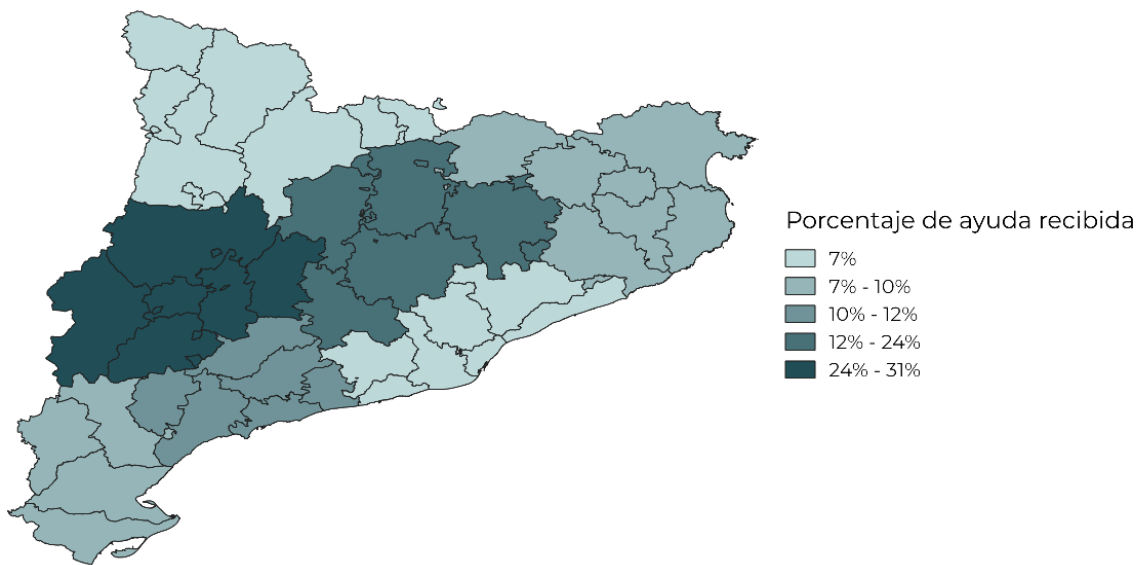 Porcentaje de ayuda recibida
7%
7% - 10%
10% - 12%
12% - 24%
24% - 31%